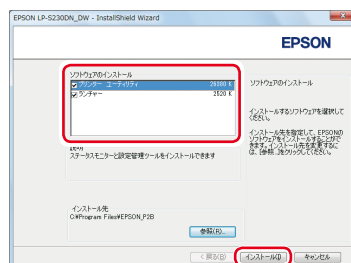 EPSON LP-S230DN_DW - InstallShield Wizard
EPSON
ソフトウェアのインストール
プリンター ユーティリティ 26380 K
ランチャー 2520 K
ソフトウェアのインストール
インストールするソフトウェアを選択して
ください。
インストール先を指定して、EPSONの
ソフトウェアをインストールすることがで
きます。インストール先を変更するに
は、[参照...]をクリックしてください。
説明
ステータスモニターと設定管理ツールをインストールできます
インストール先
C:¥Program Files¥EPSON_P2B
参照(R)...
< 戻る(B)
インストール(I)
キャンセル